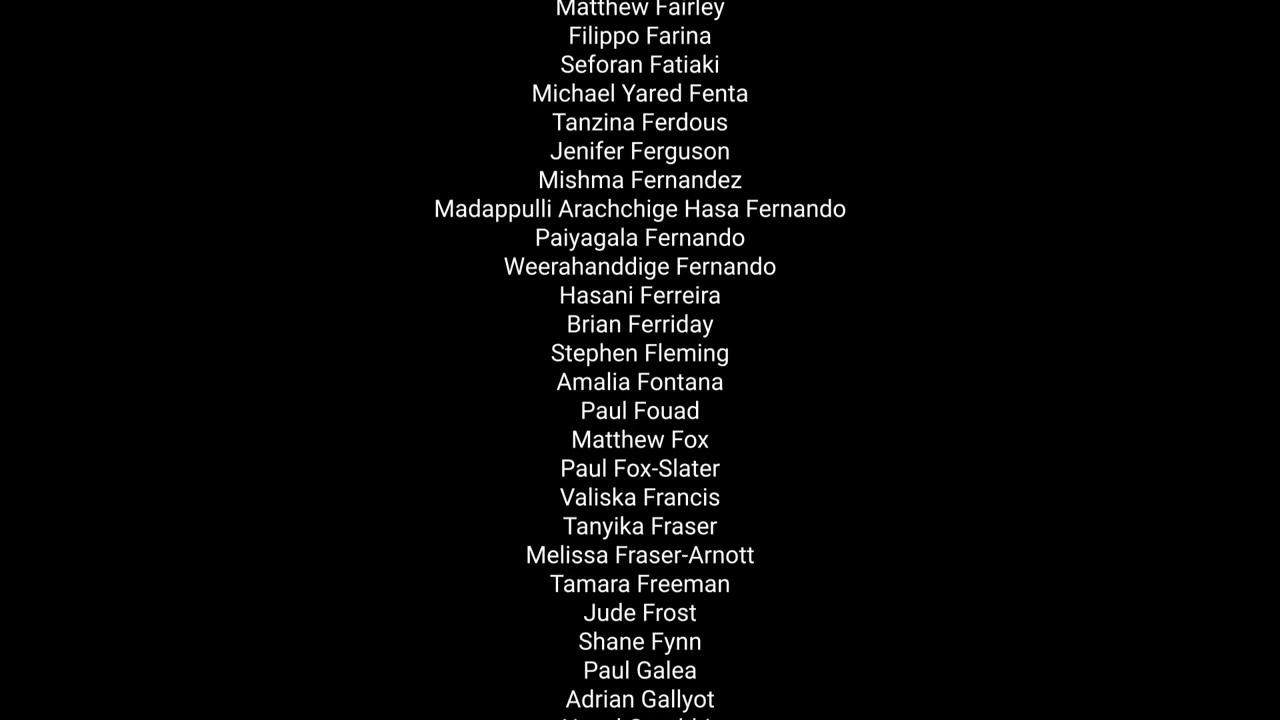 Matthew Fairley
Filippo Farina
Seforan Fatiaki
Michael Yared Fenta
Tanzina Ferdous
Jenifer Ferguson
Mishma Fernandez
Madappulli Arachchige Hasa Fernando
Paiyagala Fernando
Weerahanddige Fernando
Hasani Ferreira
Brian Ferriday
Stephen Fleming
Amalia Fontana
Paul Fouad
Matthew Fox
Paul Fox-Slater
Valiska Francis
Tanyika Fraser
Melissa Fraser-Arnott
Tamara Freeman
Jude Frost
Shane Fynn
Paul Galea
Adrian Gallyot